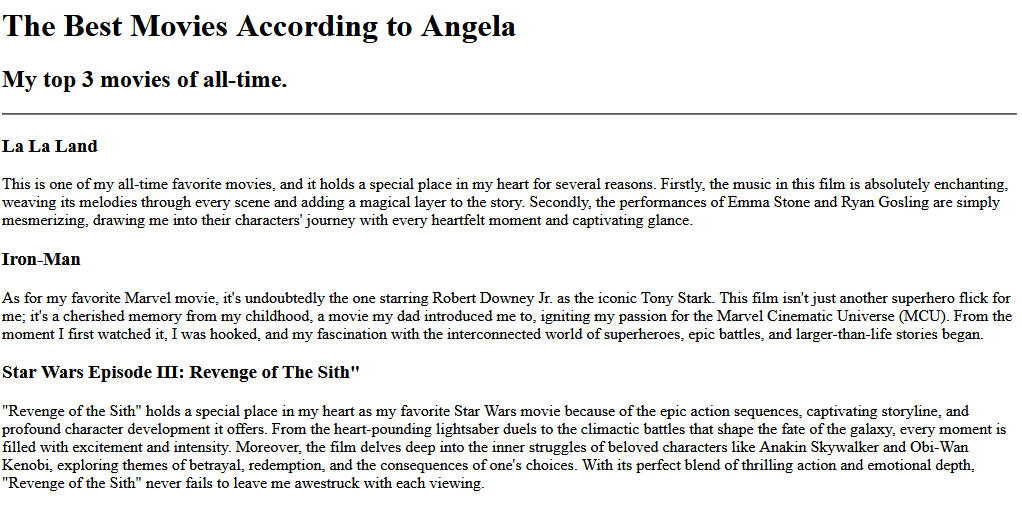 The Best Movies According to Angela
My top 3 movies of all-time.
La La Land
This is one of my all-time favorite movies, and it holds a special place in my heart for several reasons. Firstly, the music in this film is absolutely enchanting,
weaving its melodies through every scene and adding a magical layer to the story. Secondly, the performances of Emma Stone and Ryan Gosling are simply
mesmerizing, drawing me into their characters' journey with every heartfelt moment and captivating glance.
Iron-Man
As for my favorite Marvel movie, it's undoubtedly the one starring Robert Downey Jr. as the iconic Tony Stark. This film isn't just another superhero flick for
me; it's a cherished memory from my childhood, a movie my dad introduced me to, igniting my passion for the Marvel Cinematic Universe (MCU). From the
moment I first watched it, I was hooked, and my fascination with the interconnected world of superheroes, epic battles, and larger-than-life stories began.
Star Wars Episode III: Revenge of The Sith"
"Revenge of the Sith" holds a special place in my heart as my favorite Star Wars movie because of the epic action sequences, captivating storyline, and
profound character development it offers. From the heart-pounding lightsaber duels to the climactic battles that shape the fate of the galaxy, every moment is
filled with excitement and intensity. Moreover, the film delves deep into the inner struggles of beloved characters like Anakin Skywalker and Obi-Wan
Kenobi, exploring themes of betrayal, redemption, and the consequences of one's choices. With its perfect blend of thrilling action and emotional depth,
"Revenge of the Sith" never fails to leave me awestruck with each viewing.